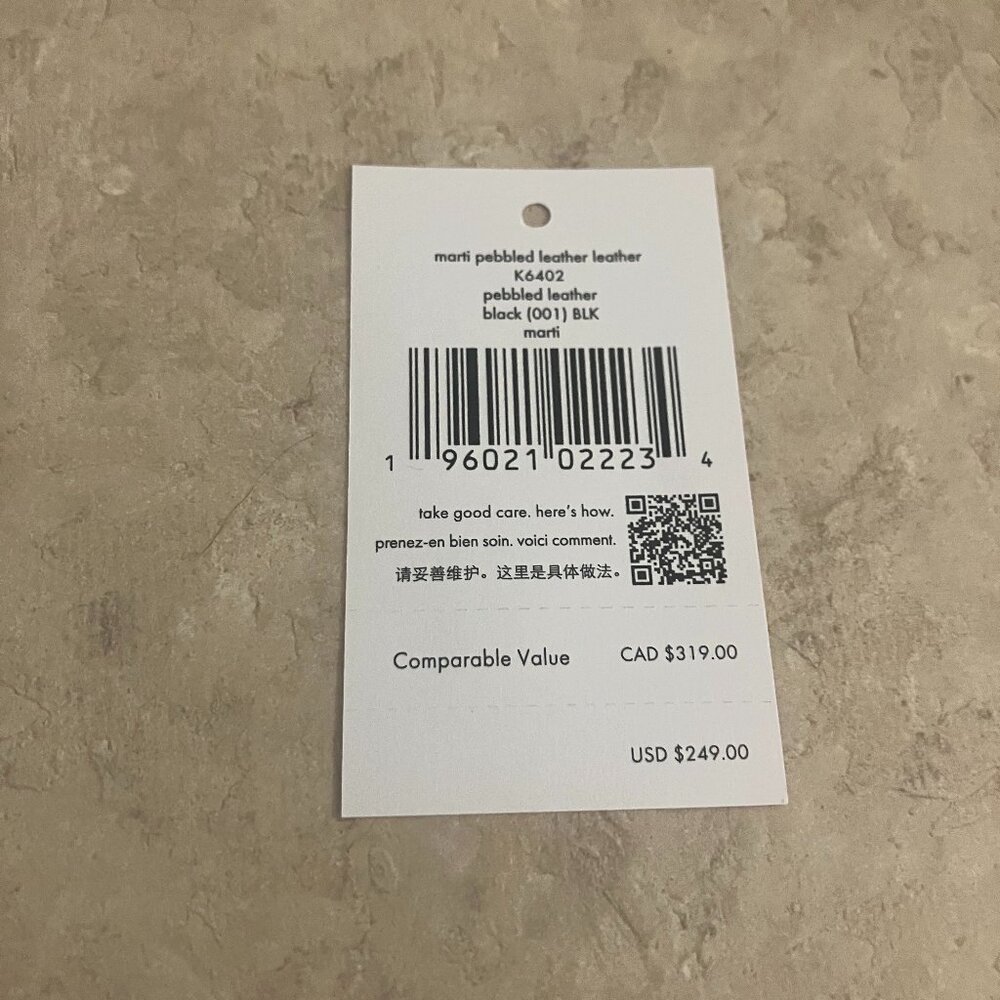 marti pebbled leather leather
K6402
pebbled leather
black (001) BLK
marti
1 96021 02223 4
take good care. here's how.
prenez-en bien soin. voici comment.
请妥善维护。这里是具体做法。
Comparable Value CAD $319.00
USD $249.00